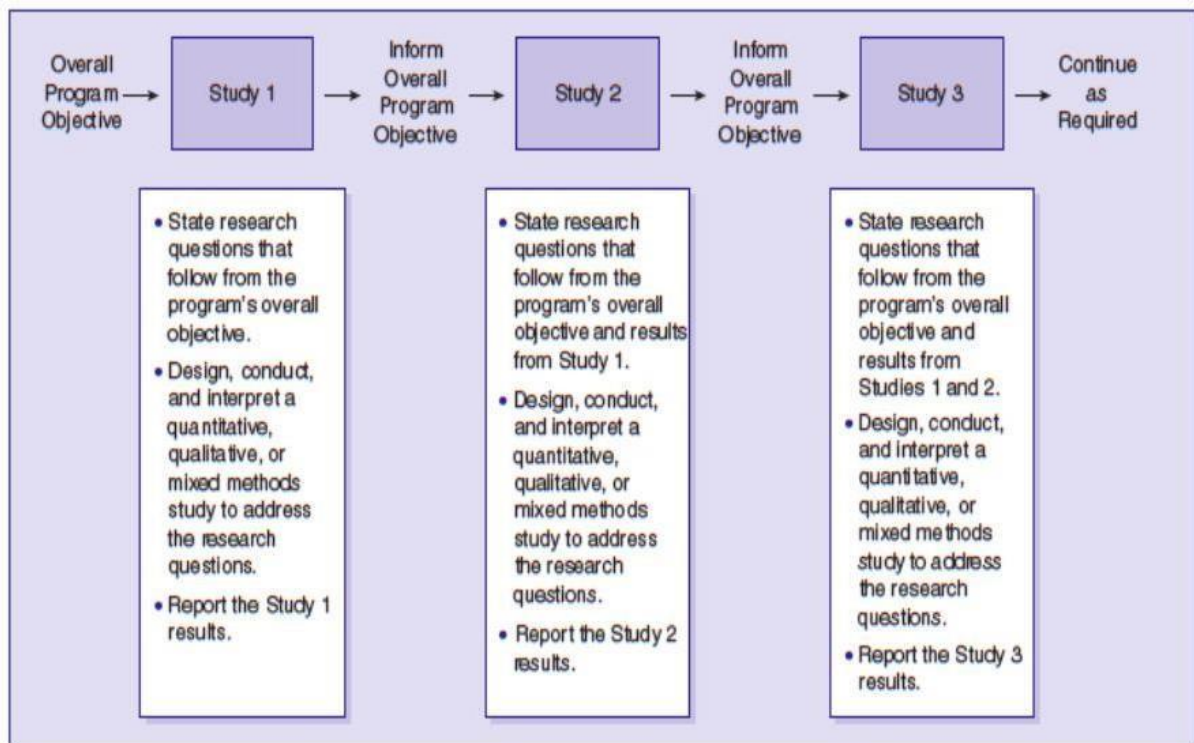 Overall
Program
Objective
Study 1
Inform
Overall
Program
Objective
Study 2
Inform
Overall
Program
Objective
Study 3
Continue
as
Required
• State research
questions that
follow from the
program's overall
objective.
• Design, conduct,
and interpret a
quantitative,
qualitative, or
mixed methods
study to address
the research
questions.
• Report the Study 1
results.
• State research
questions that
follow from the
program's overall
objective and results
from Study 1.
• Design, conduct,
and interpret a
quantitative,
qualitative, or
mixed methods
study to address
the research
questions.
• Report the Study 2
results.
• State research
questions that
follow from the
program's overall
objective and
results from
Studies 1 and 2.
• Design, conduct,
and interpret a
quantitative,
qualitative, or
mixed methods
study to address
the research
questions.
• Report the Study 3
results.